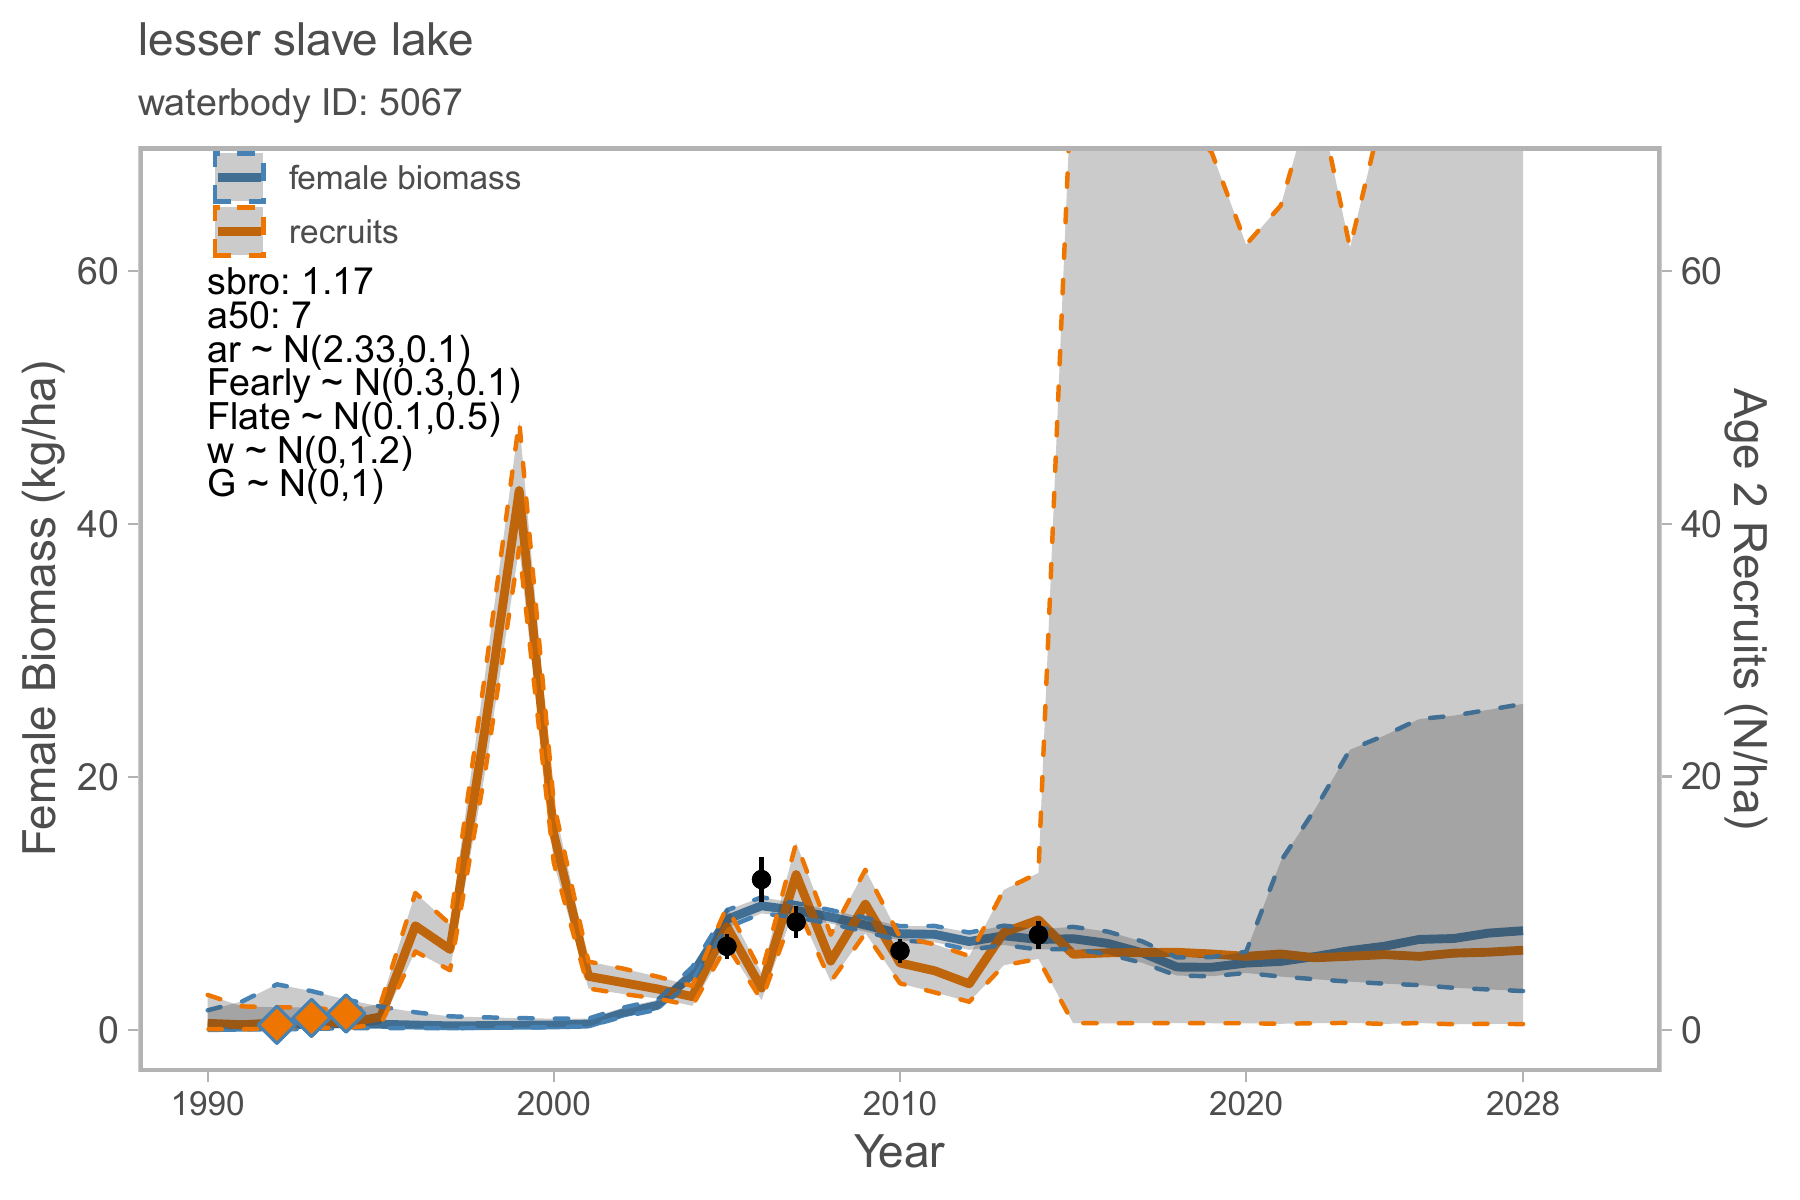 lesser slave lake
waterbody ID: 5067
female biomass
recruits
sbro: 1.17
a50: 7
ar ~ N(2.33,0.1)
Fearly ~ N(0.3,0.1)
Flate ~ N(0.1,0.5)
w ~ N(0,1.2)
G ~ N(0,1)
Female Biomass (kg/ha)
60
40
20
0
60
40
20
0
Age 2 Recruits (N/ha)
1990 2000 2010 2020 2028
Year